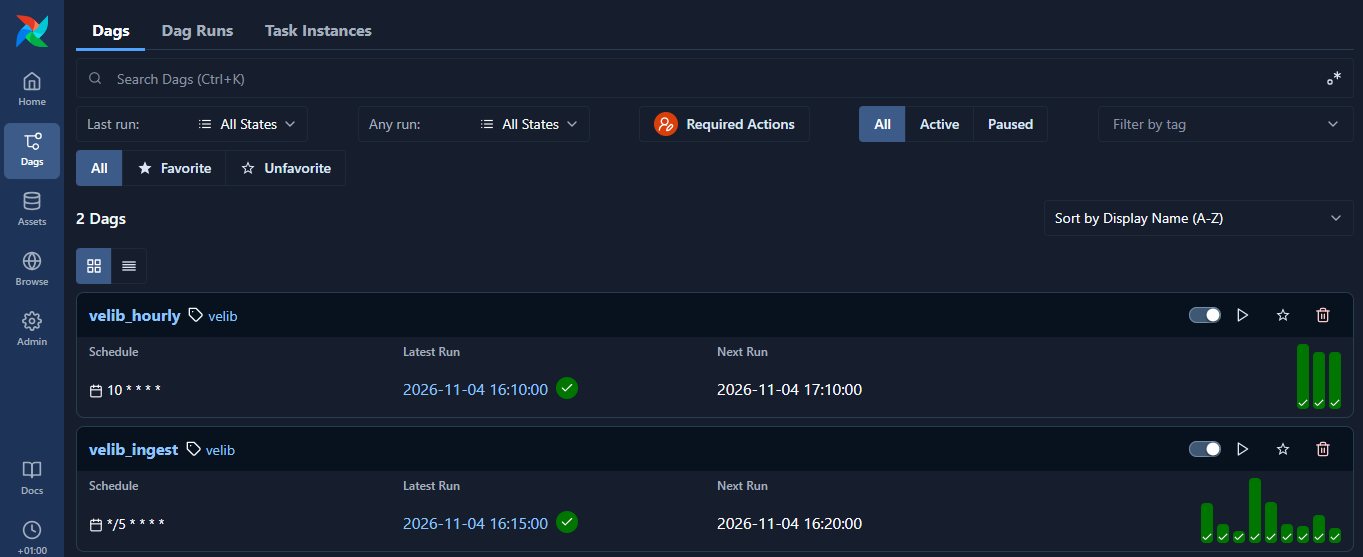 Dags Dag Runs Task Instances
Search Dags (Ctrl+K)
Last run: All States Any run: All States Required Actions All Active Paused Filter by tag
All Favorite Unfavorite
2 Dags Sort by Display Name (A-Z)
velib_hourly velib
Schedule Latest Run Next Run
10 * * * * 2026-11-04 16:10:00 2026-11-04 17:10:00
velib_ingest velib
Schedule Latest Run Next Run
*/5 * * * * 2026-11-04 16:15:00 2026-11-04 16:20:00
Home
Dags
Assets
Browse
Admin
Docs
+01:00